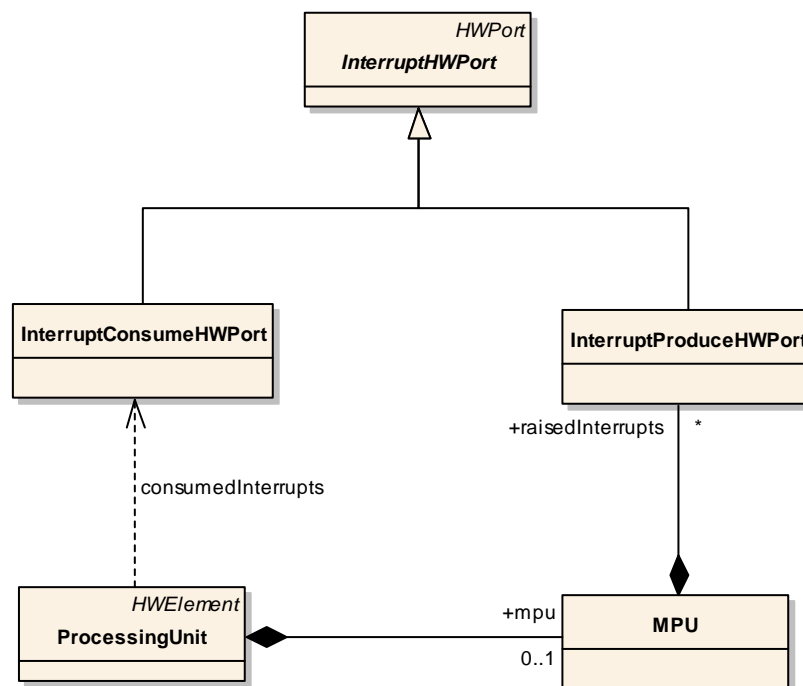 HWPort
InterruptHWPort
InterruptConsumeHWPort
InterruptProduceHWPort
+raisedInterrupts *
consumedInterrupts
HWElement
ProcessingUnit
+mpu
0..1
MPU